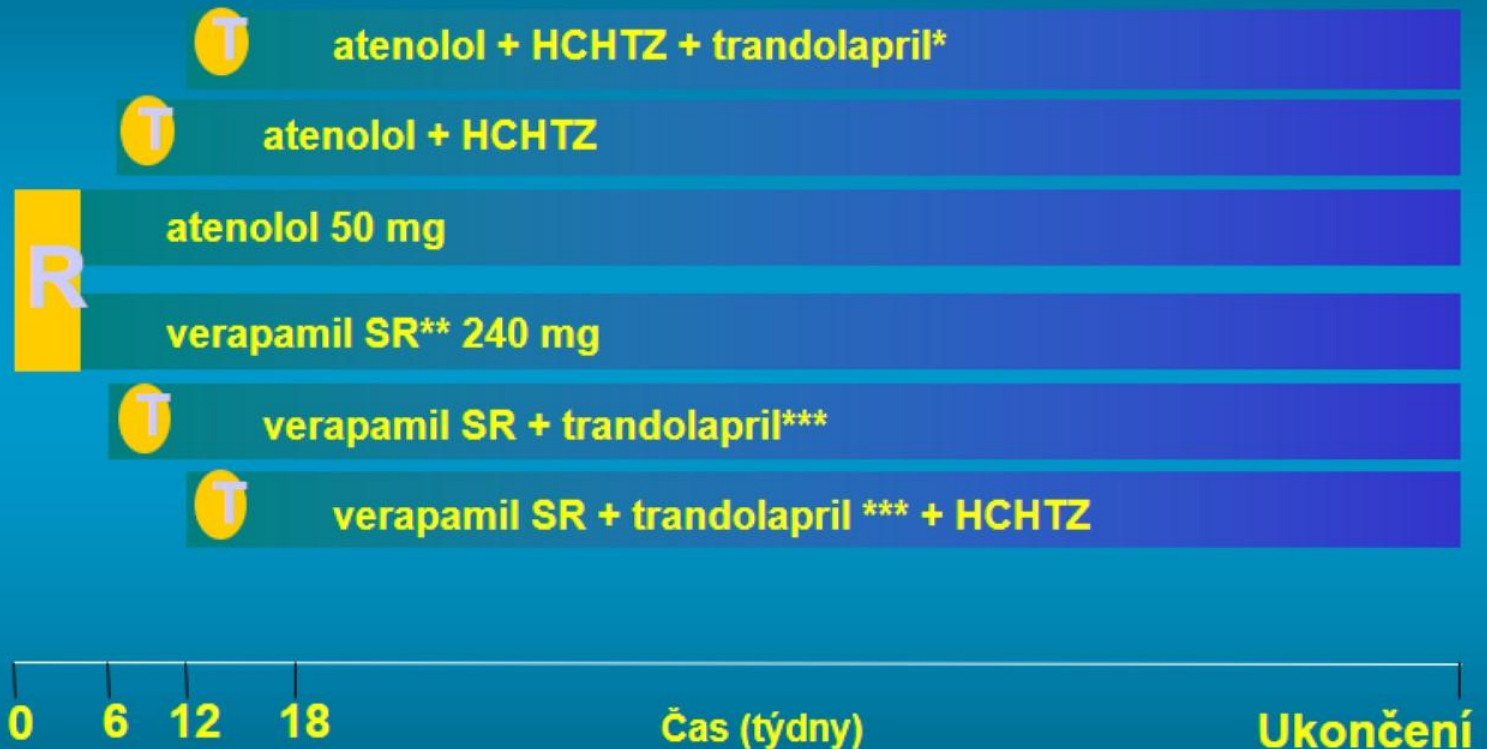 T atenolol + HCHTZ + trandolapril*
T atenolol + HCHTZ
atenolol 50 mg
R
verapamil SR** 240 mg
T verapamil SR + trandolapril***
T verapamil SR + trandolapril *** + HCHTZ
0 6 12 18 Čas (týdny) Ukončení